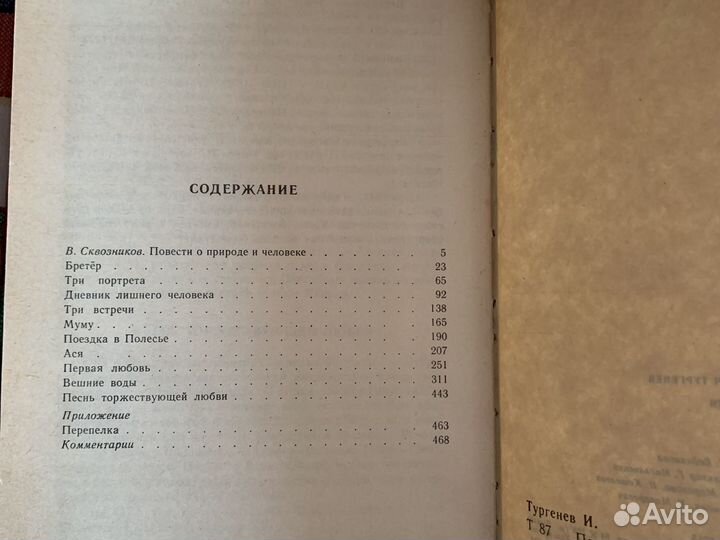 СОДЕРЖАНИЕ
В. Сквозников. Повести о природе и человеке . . . . . . . 5
Бретёр . . . . . . . . . . . . . . . . 23
Три портрета . . . . . . . . . . . . . . 65
Дневник лишнего человека . . . . . . . . . . 92
Три встречи . . . . . . . . . . . . . . 138
Муму . . . . . . . . . . . . . . . . 165
Поездка в Полесье . . . . . . . . . . . . 190
Ася . . . . . . . . . . . . . . . . . 207
Первая любовь . . . . . . . . . . . . . 251
Вешние воды . . . . . . . . . . . . . . 311
Песнь торжествующей любви . . . . . . . . . 443
Приложение
Перепелка . . . . . . . . . . . . . . 463
Комментарии . . . . . . . . . . . . . . 468
Тургенев И.
Т 87
Avito